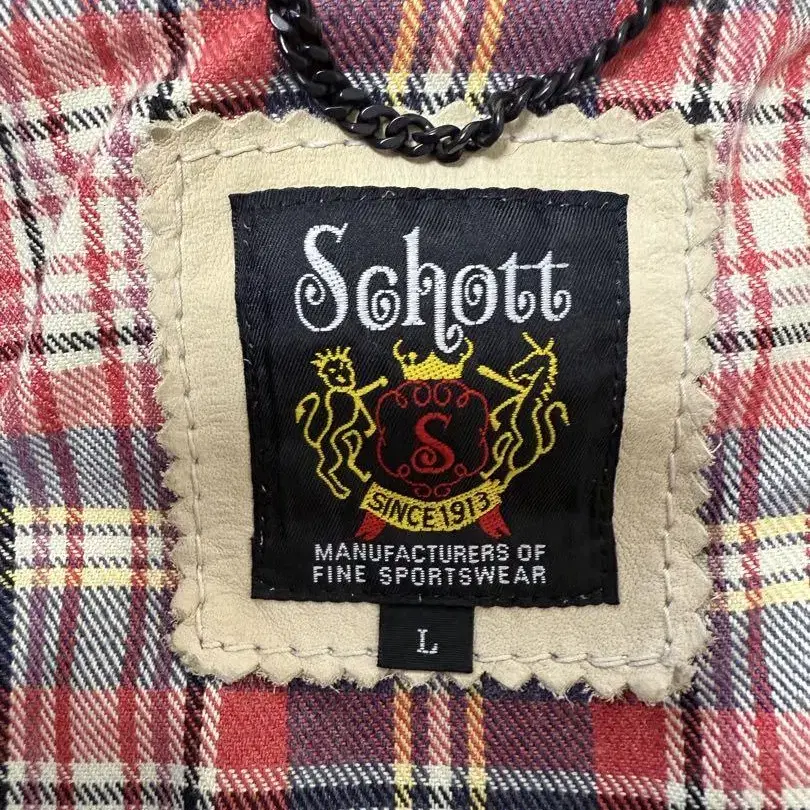 Schott
S
SINCE 1913
MANUFACTURERS OF
FINE SPORTSWEAR
L